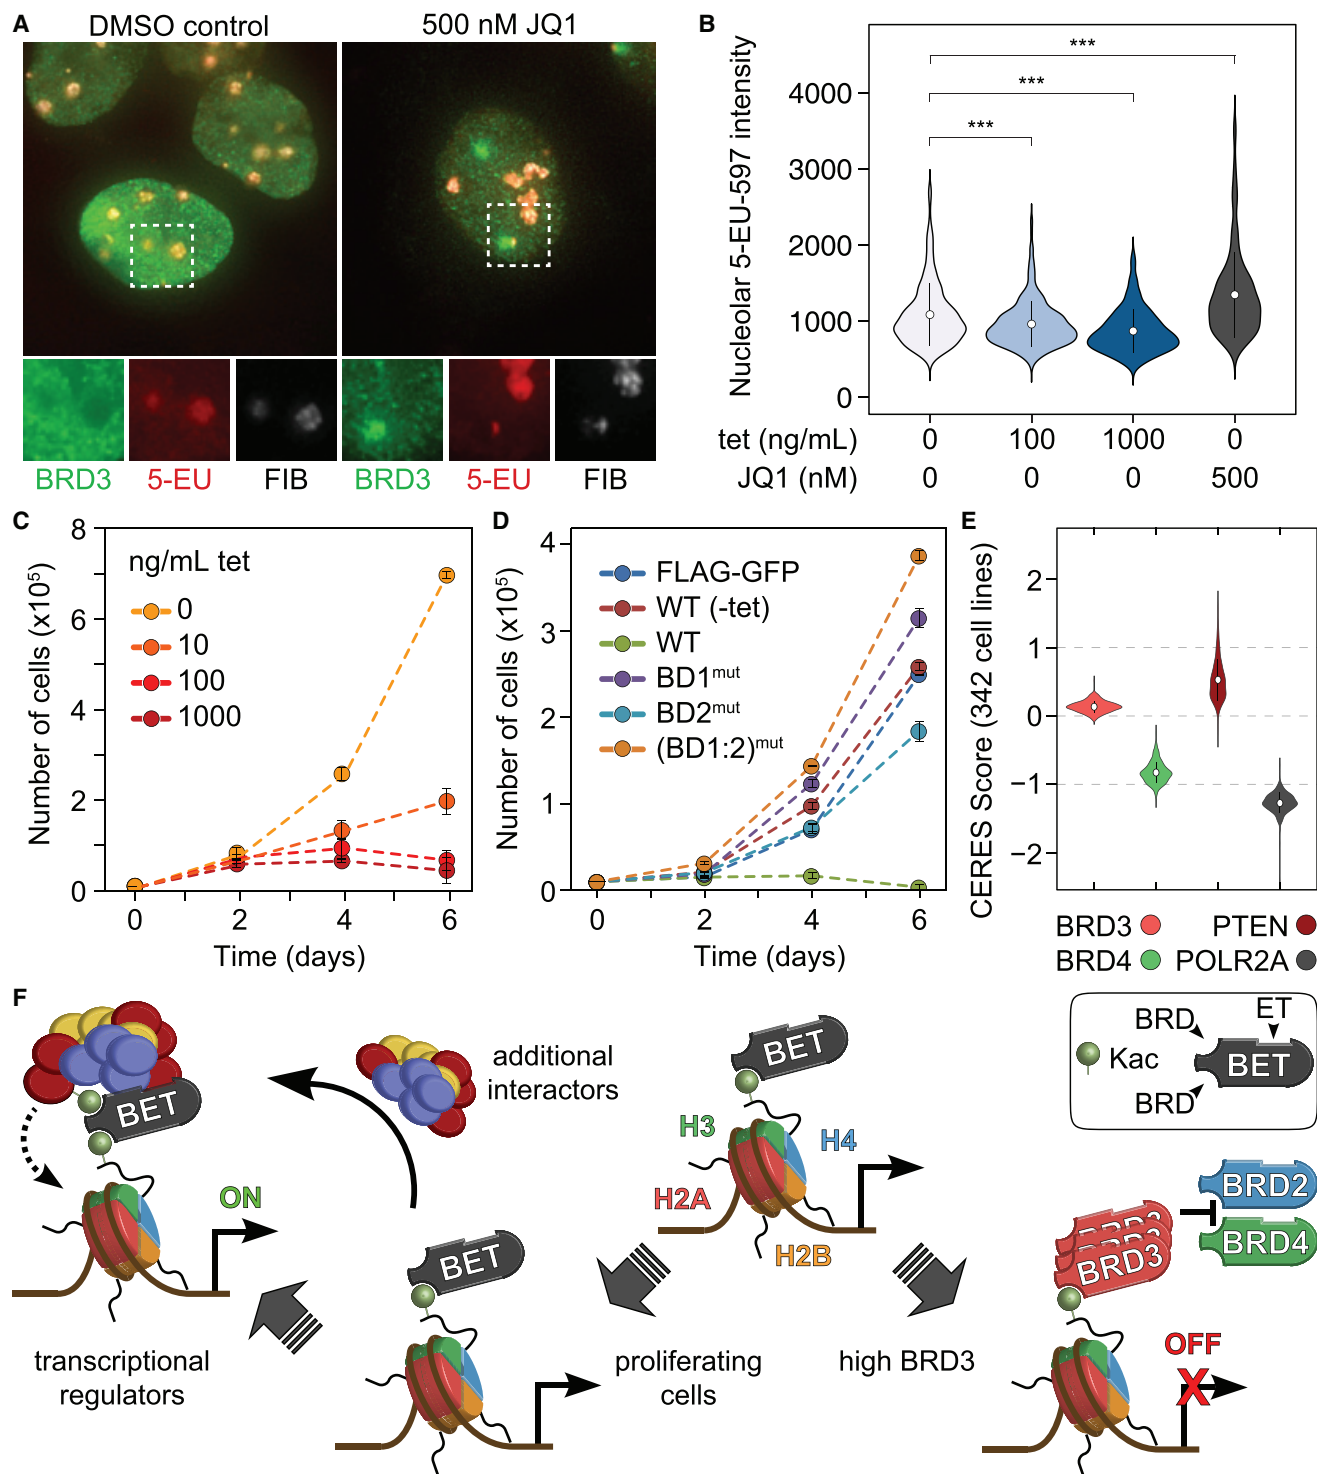 A
DMSO control
500 nM JQ1
BRD3
5-EU
FIB
BRD3
5-EU
FIB
B
Nucleolar 5-EU-597 intensity
4000
3000
2000
1000
0
***
***
***
tet (ng/mL)
0
100
1000
0
JQ1 (nM)
0
0
0
500
C
Number of cells (x10⁵)
8
6
4
2
0
ng/mL tet
0
10
100
1000
0
2
4
6
Time (days)
D
Number of cells (x10⁵)
4
3
2
1
0
FLAG-GFP
WT (-tet)
WT
BD1ᵐᵘᵗ
BD2ᵐᵘᵗ
(BD1:2)ᵐᵘᵗ
0
2
4
6
Time (days)
E
CERES Score (342 cell lines)
2
1
0
−1
−2
BRD3
PTEN
BRD4
POLR2A
F
BET
ON
transcriptional
regulators
additional
interactors
BET
proliferating
cells
BET
H3
H4
H2A
H2B
high BRD3
BRD
ET
Kac
BET
BRD
BRD3
BRD3
BRD3
BRD2
BRD4
OFF
X